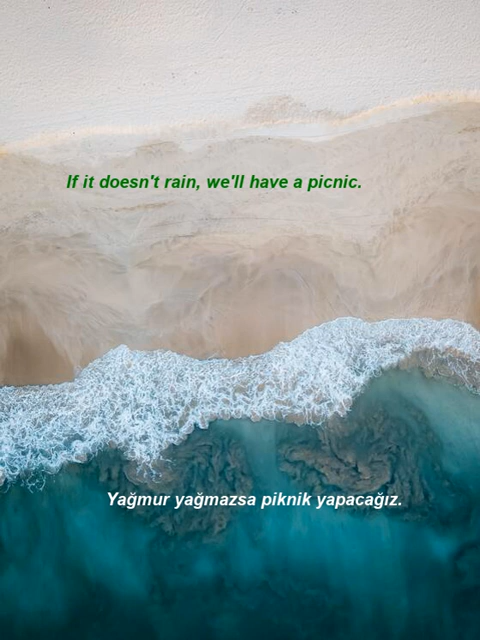 If it doesn't rain, we'll have a picnic.
Yağmur yağmazsa piknik yapacağız.